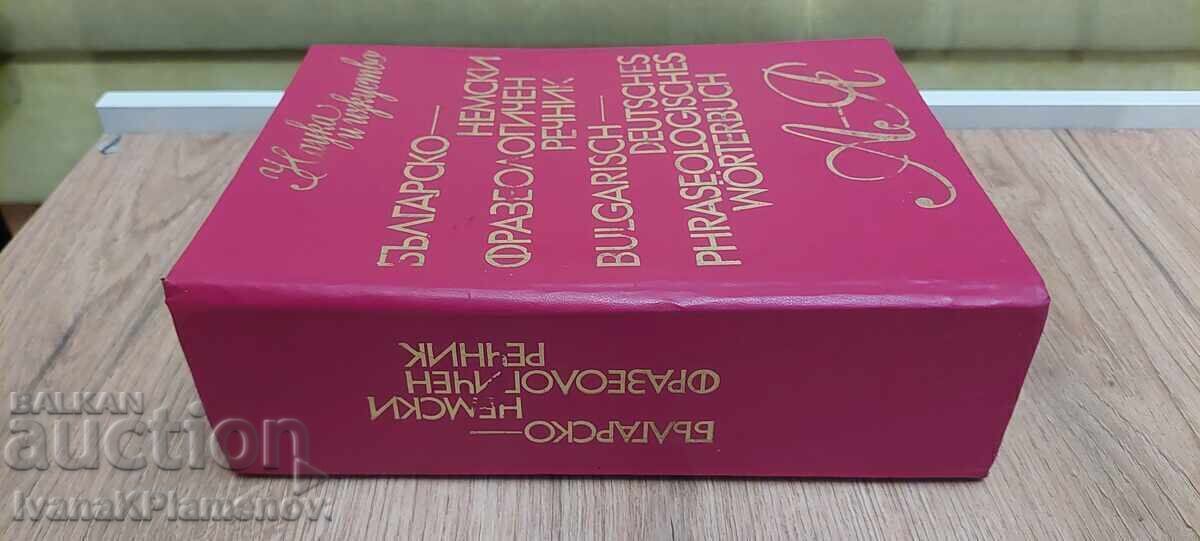 Наука
и изкуство
БЪЛГАРСКО—
НЕМСКИ
ФРАЗЕОЛОГИЧЕН
РЕЧНИК
BULGARISCH—
DEUTSCHES
PHRASEOLOGISCHES
WÖRTERBUCH
А-Я
БЪЛГАРСКО—
НЕМСКИ
ФРАЗЕОЛОГИЧЕН
РЕЧНИК
BALKAN
auction
IvanaKPlamenov.